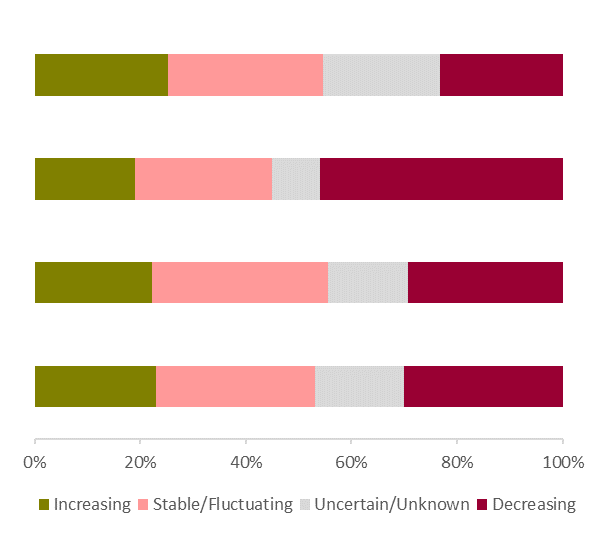 0% 20% 40% 60% 80% 100%
Increasing Stable/Fluctuating Uncertain/Unknown Decreasing